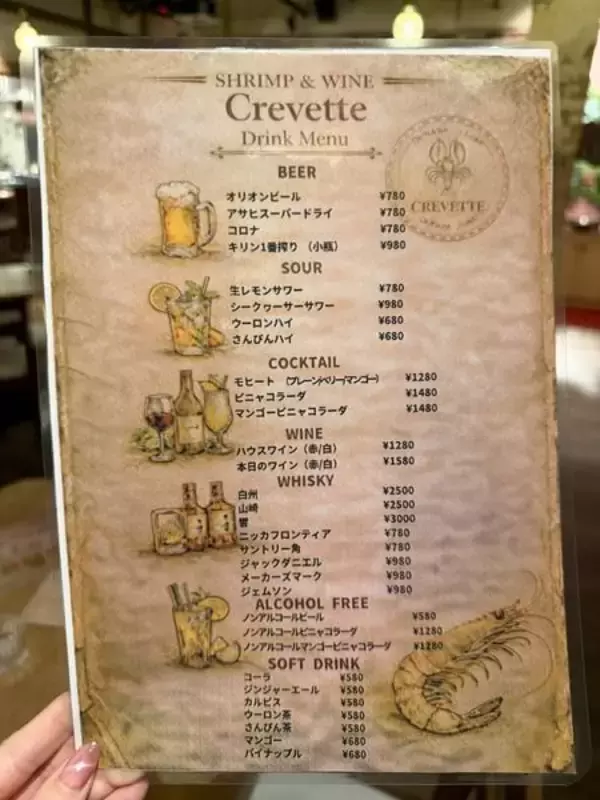 SHRIMP & WINE
Crevette
Drink Menu
CREVETTE
BEER
オリオンビール ¥780
アサヒスーパードライ ¥780
コロナ ¥780
キリン1番搾り（小瓶） ¥980
SOUR
生レモンサワー ¥780
シークゥーサーサワー ¥980
ウーロンハイ ¥680
さんぴんハイ ¥680
COCKTAIL
モヒート （プレーン/ベリー/マンゴー） ¥1280
ピニャコラーダ ¥1480
マンゴーピニャコラーダ ¥1480
WINE
ハウスワイン（赤/白） ¥1280
本日のワイン（赤/白） ¥1580
WHISKY
白州 ¥2500
山崎 ¥2500
響 ¥3000
ニッカフロンティア ¥780
サントリー角 ¥780
ジャックダニエル ¥980
メーカーズマーク ¥980
ジェムソン ¥980
ALCOHOL FREE
ノンアルコールビール ¥580
ノンアルコールピニャコラーダ ¥1280
ノンアルコールマンゴーピニャコラーダ ¥1280
SOFT DRINK
コーラ ¥580
ジンジャーエール ¥580
カルピス ¥580
ウーロン茶 ¥580
さんぴん茶 ¥580
マンゴー ¥680
パイナップル ¥680